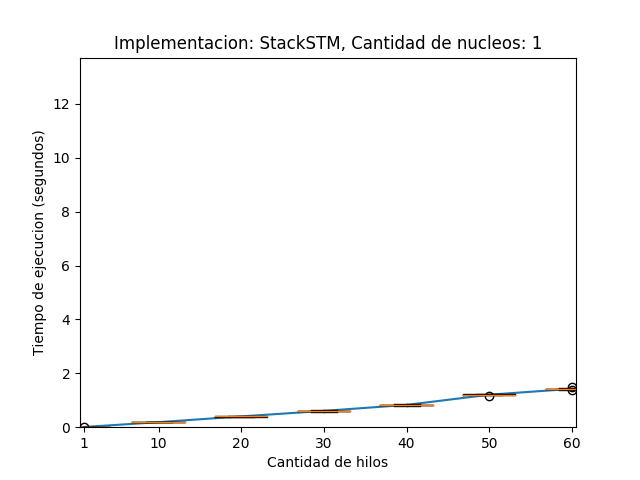 Implementacion: StackSTM, Cantidad de nucleos: 1
12
10
8
6
4
2
0
Tiempo de ejecucion (segundos)
1 10 20 30 40 50 60
Cantidad de hilos